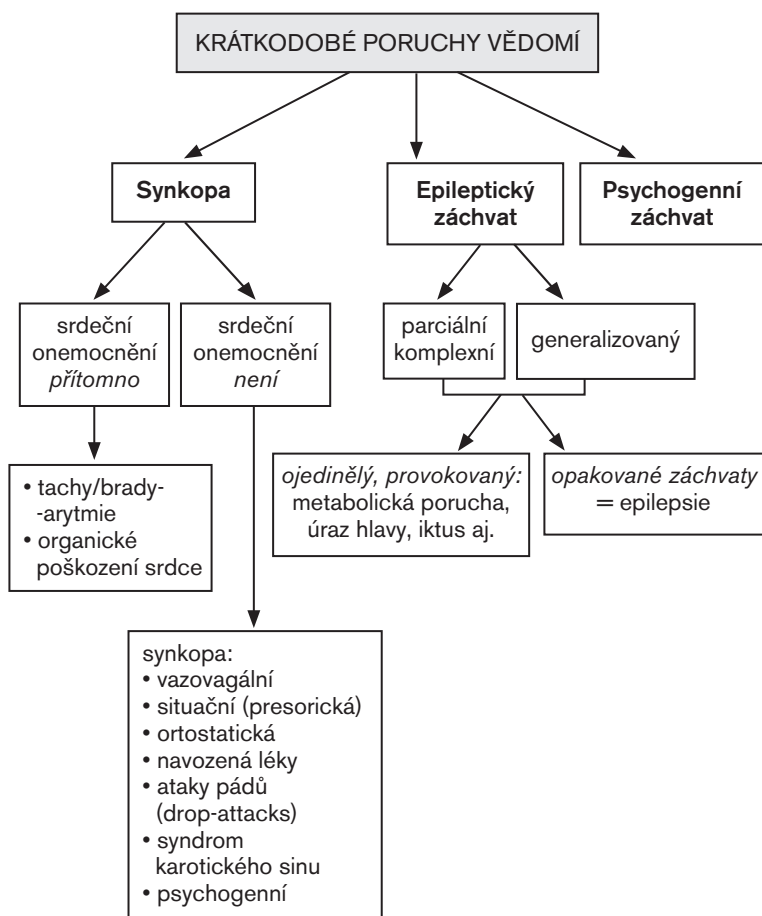 KRÁTKODOBÉ PORUCHY VĚDOMÍ
Synkopa
Epileptický
záchvat
Psychogenní
záchvat
srdeční
onemocnění
přítomno
srdeční
onemocnění
není
parciální
komplexní
generalizovaný
• tachy/brady-
-arytmie
• organické
poškození srdce
ojedinělý, provokovaný:
metabolická porucha,
úraz hlavy, iktus aj.
opakované záchvaty
= epilepsie
synkopa:
• vazovagální
• situační (presorická)
• ortostatická
• navozená léky
• ataky pádů
(drop-attacks)
• syndrom
karotického sinu
• psychogenní